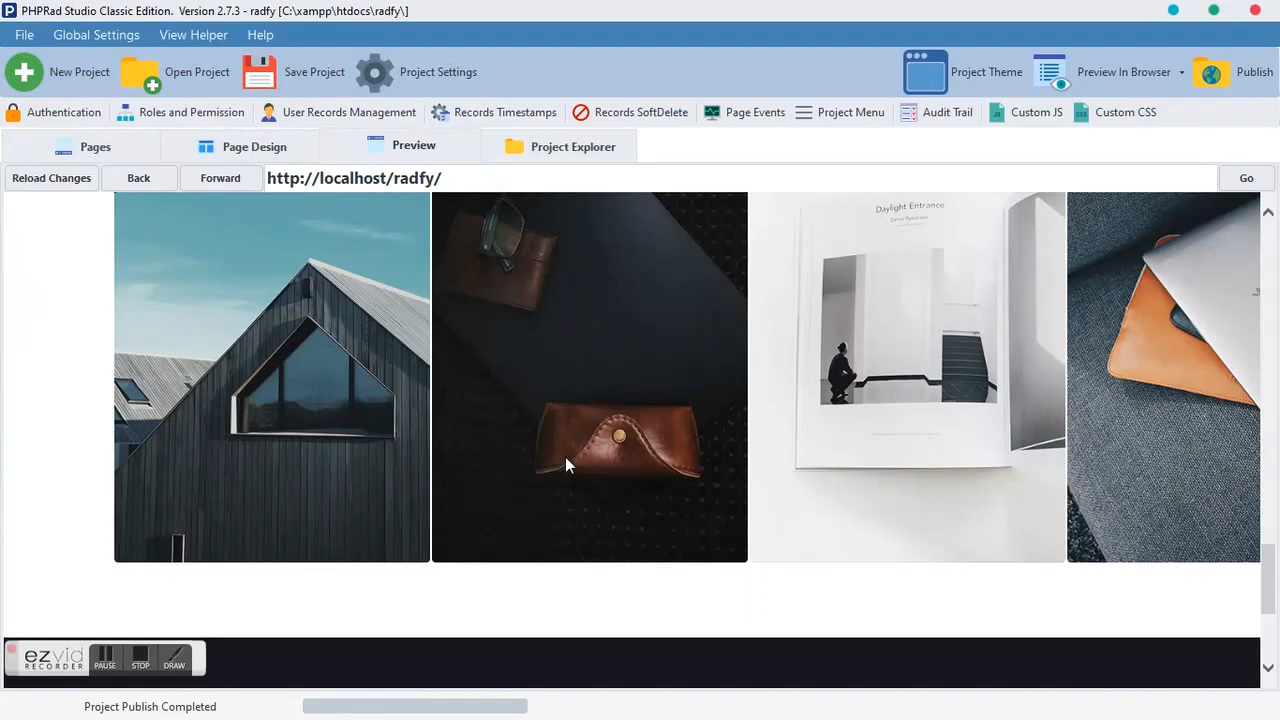 PHPRad Studio Classic Edition. Version 2.7.3 - radfy [C:\xampp\htdocs\radfy\]
File Global Settings View Helper Help
New Project Open Project Save Project Project Settings Project Theme Preview In Browser Publish
Authentication Roles and Permission User Records Management Records Timestamps Records SoftDelete Page Events Project Menu Audit Trail Custom JS Custom CSS
Pages Page Design Preview Project Explorer
Reload Changes Back Forward http://localhost/radfy/ Go
Daylight Entrance
ezvid
RECORDER
PAUSE STOP DRAW
Project Publish Completed